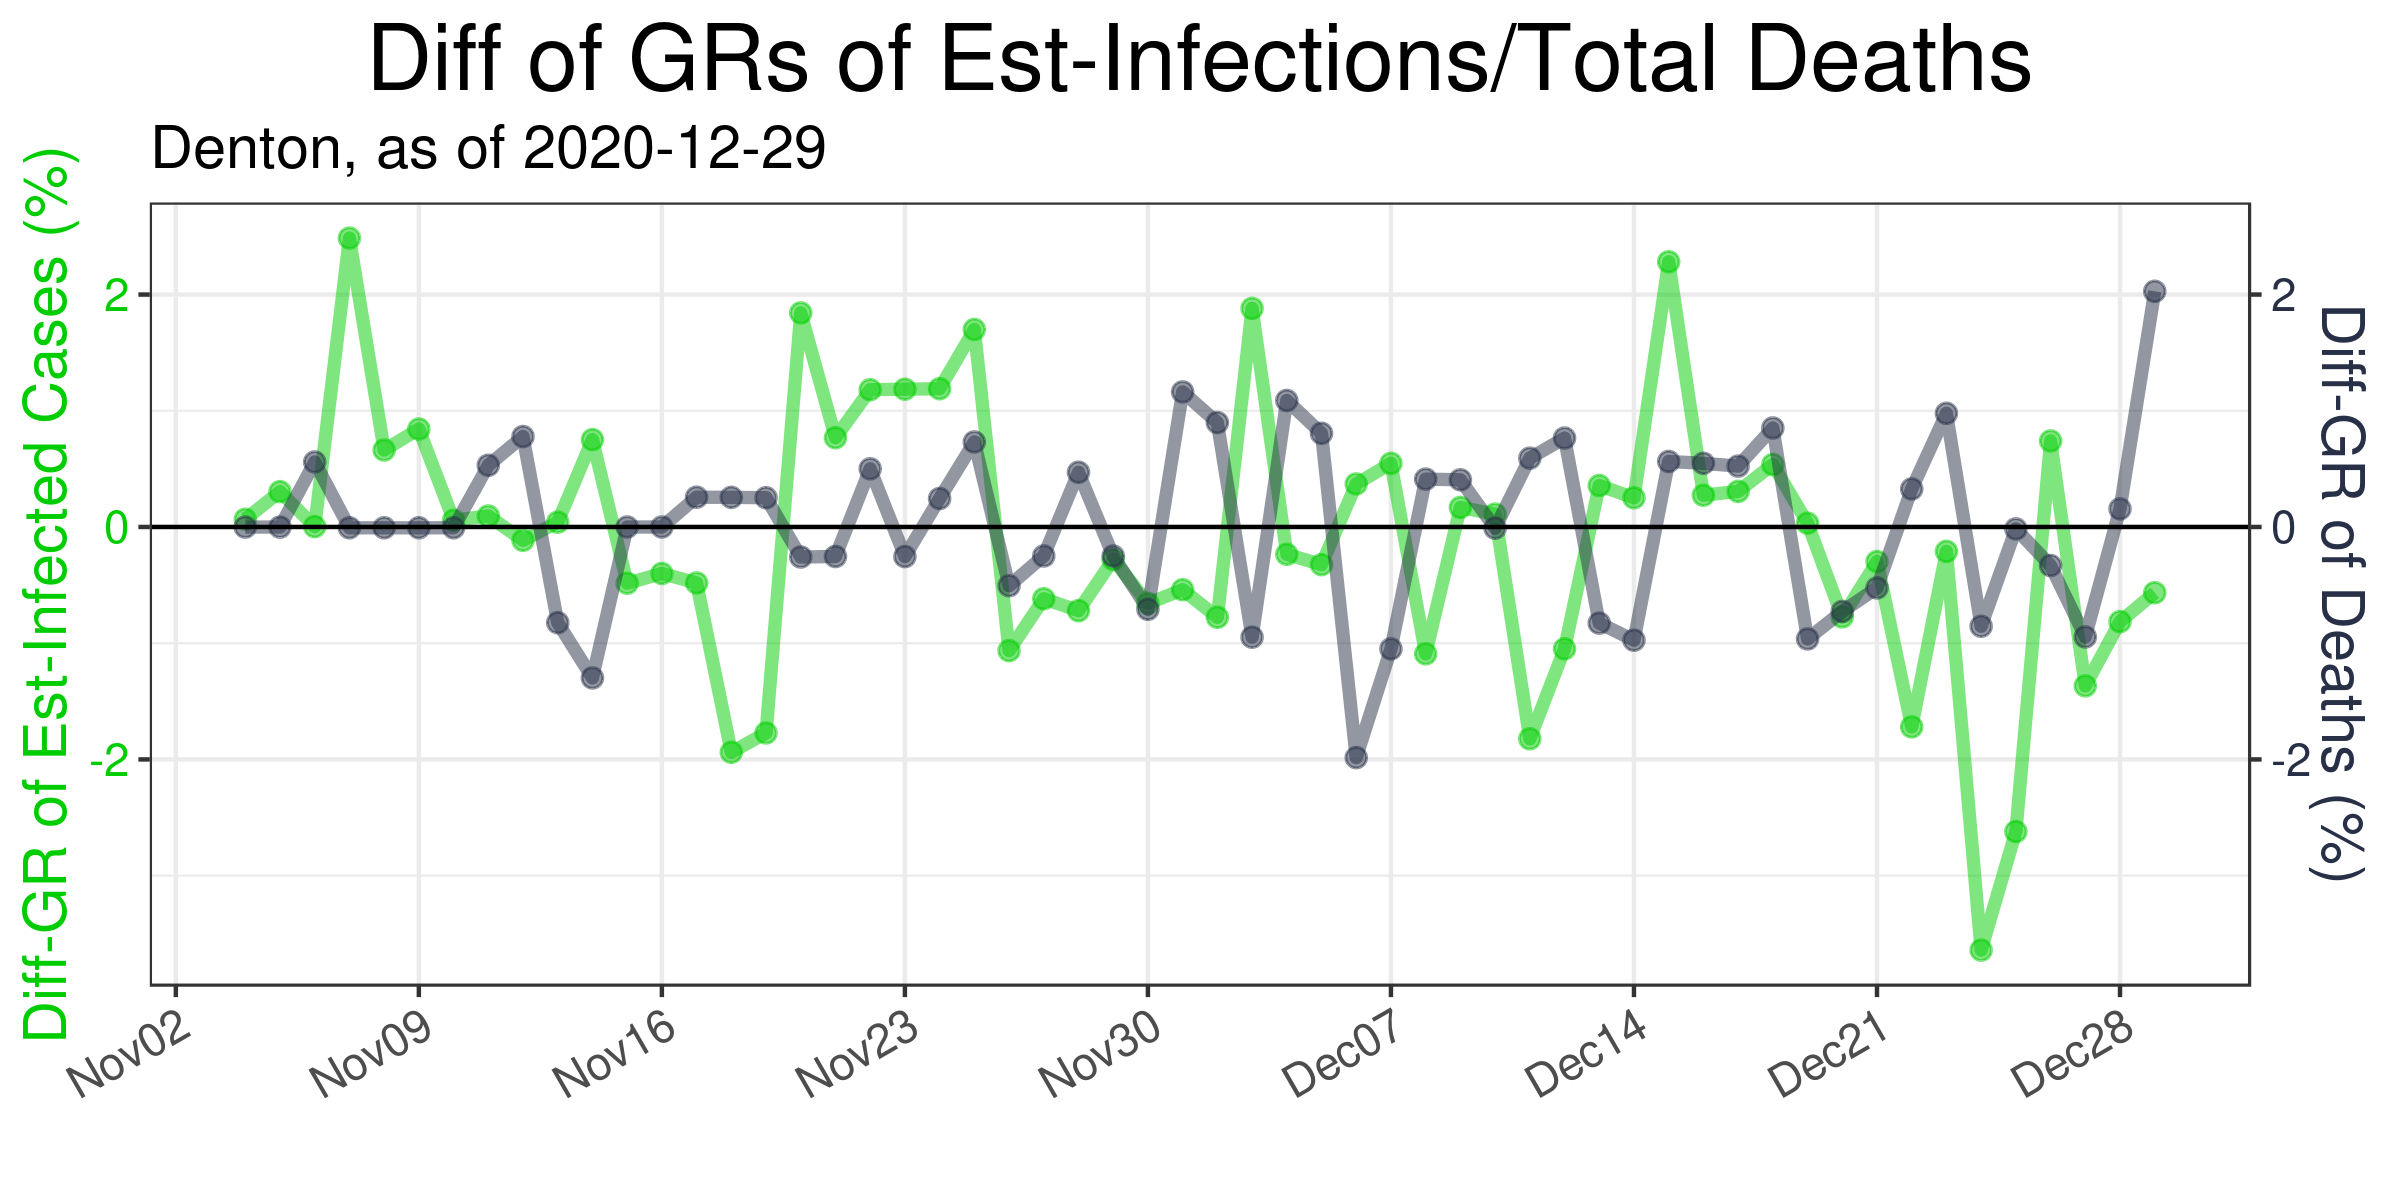 Diff of GRs of Est-Infections/Total Deaths
Denton, as of 2020-12-29
Diff-GR of Est-Infected Cases (%)
2
0
-2
2
0
-2
Diff-GR of Deaths (%)
Nov02
Nov09
Nov16
Nov23
Nov30
Dec07
Dec14
Dec21
Dec28